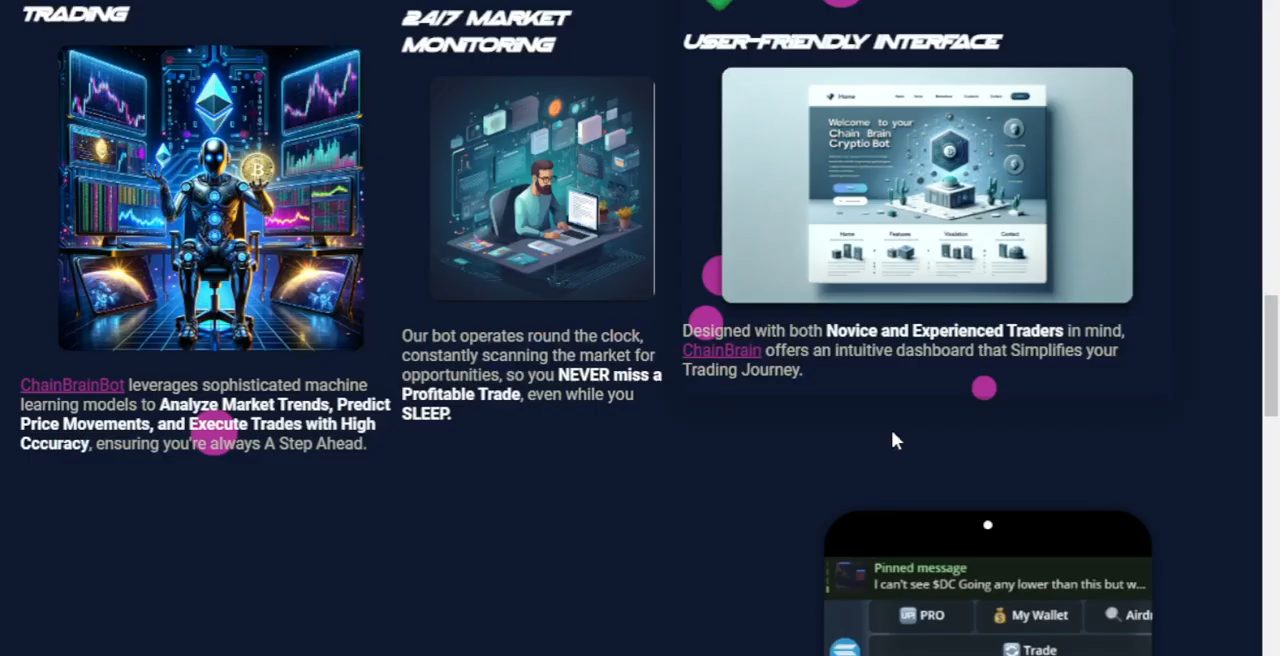 TRADING
24/7 MARKET
MONITORING
USER-FRIENDLY INTERFACE
Home
Welcome to your
Chain Brain
Cryptio Bot
Home
Features
Contact
ChainBrainBot leverages sophisticated machine
learning models to Analyze Market Trends, Predict
Price Movements, and Execute Trades with High
Cccuracy, ensuring you're always A Step Ahead.
Our bot operates round the clock,
constantly scanning the market for
opportunities, so you NEVER miss a
Profitable Trade, even while you
SLEEP.
Designed with both Novice and Experienced Traders in mind,
ChainBrain offers an intuitive dashboard that Simplifies your
Trading Journey.
Pinned message
I can't see $DC Going any lower than this but w...
PRO
My Wallet
Aird
Trade